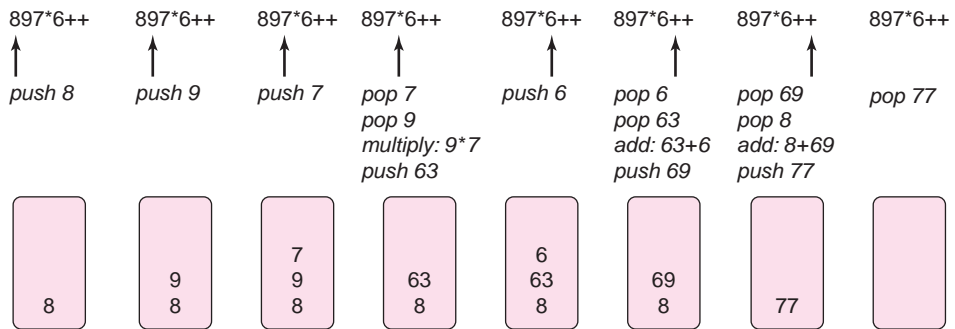 897*6++ 897*6++ 897*6++ 897*6++ 897*6++ 897*6++ 897*6++ 897*6++
push 8
push 9
push 7
pop 7
pop 9
multiply: 9*7
push 63
push 6
pop 6
pop 63
add: 63+6
push 69
pop 69
pop 8
add: 8+69
push 77
pop 77
8
9
8
7
9
8
63
8
6
63
8
69
8
77